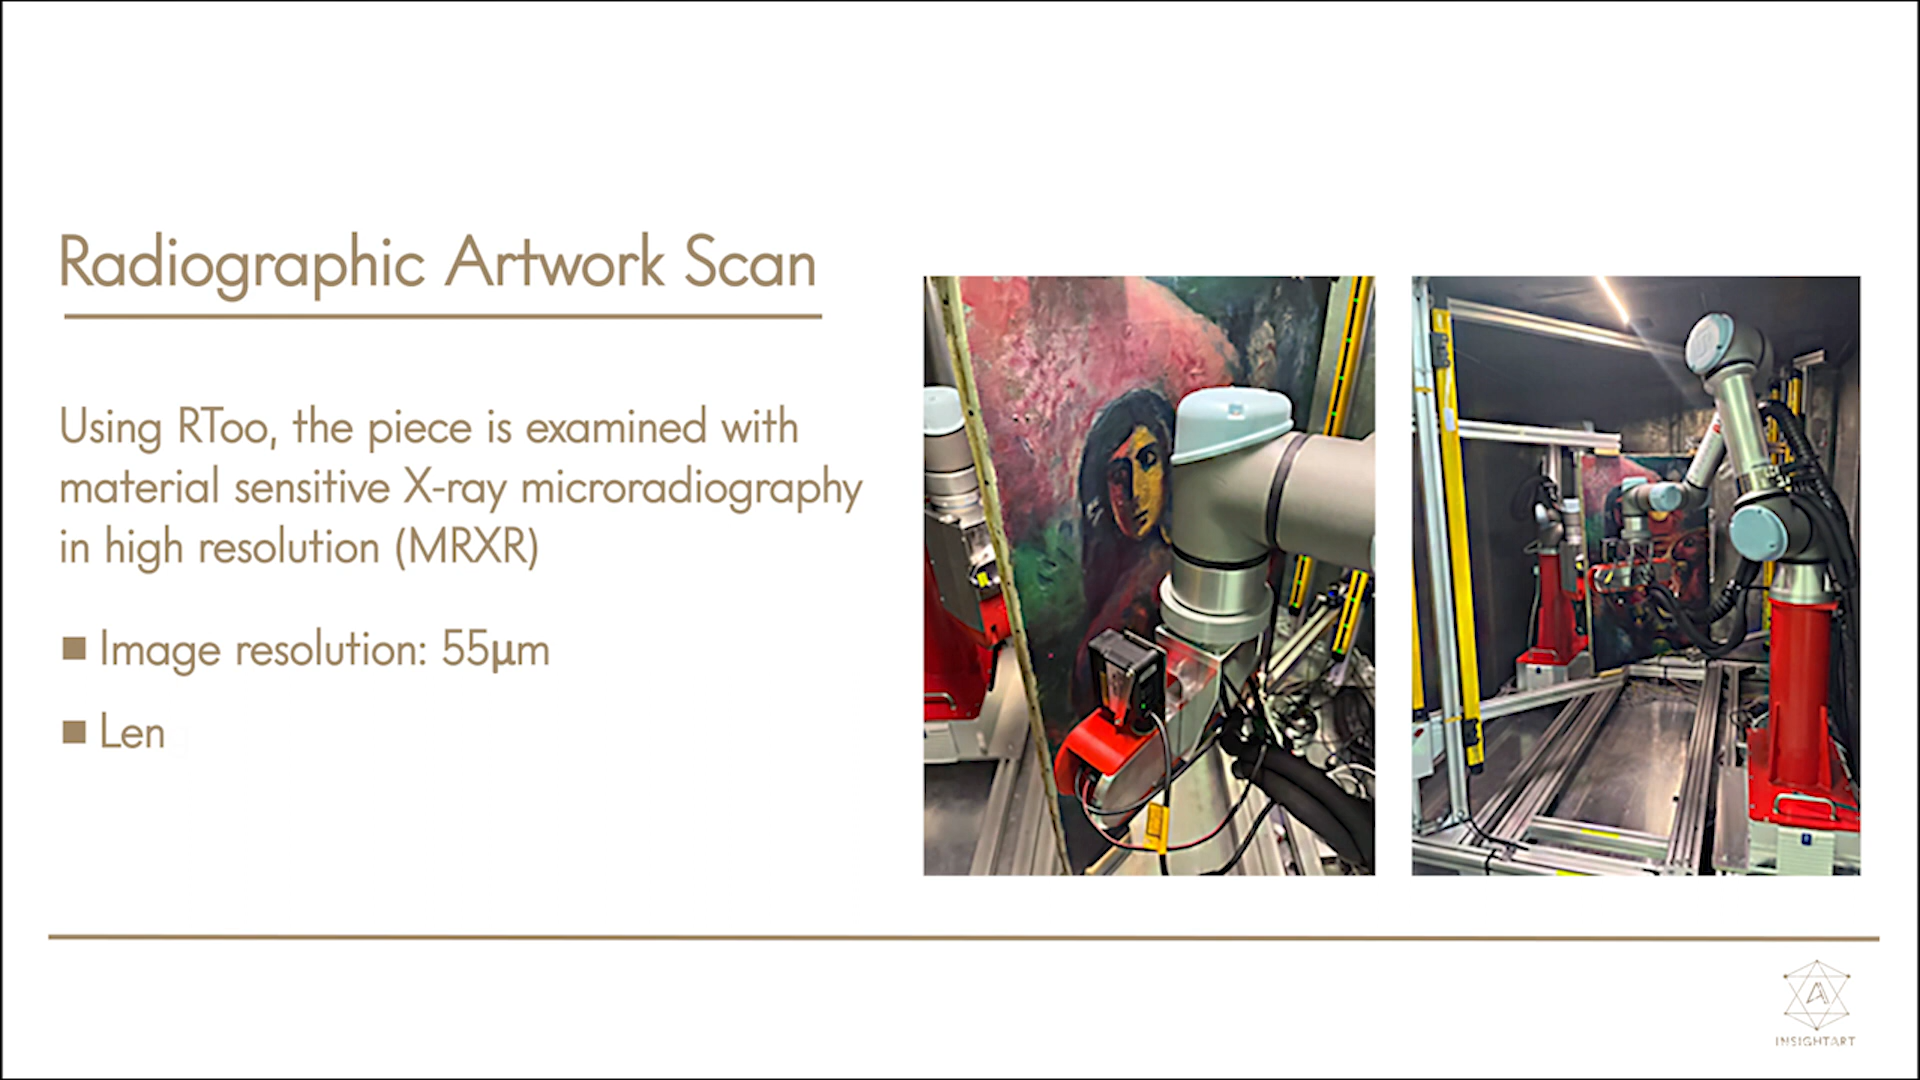 Radiographic Artwork Scan
Using RToo, the piece is examined with
material sensitive X-ray microradiography
in high resolution (MRXR)
■ Image resolution: 55µm
■ Len
INSIGHTART